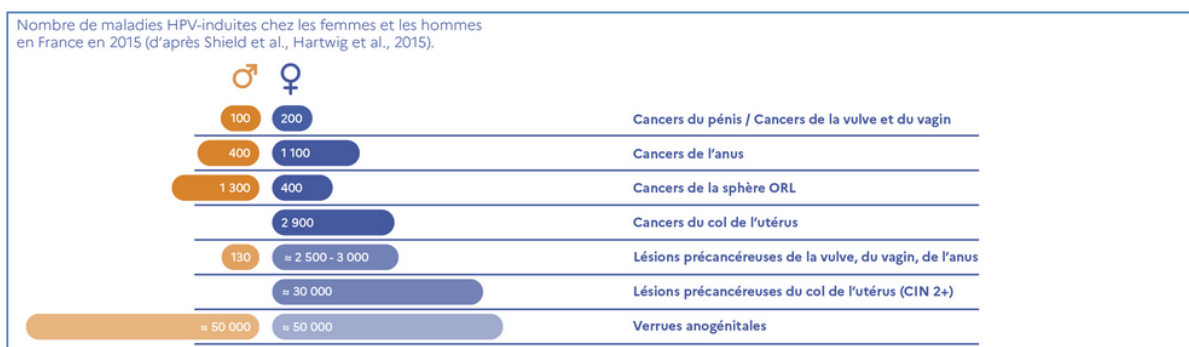 Nombre de maladies HPV-induites chez les femmes et les hommes
en France en 2015 (d'après Shield et al., Hartwig et al., 2015).
100 200 Cancers du pénis / Cancers de la vulve et du vagin
400 1 100 Cancers de l'anus
1 300 400 Cancers de la sphère ORL
2 900 Cancers du col de l'utérus
130 ≈ 2 500 - 3 000 Lésions précancéreuses de la vulve, du vagin, de l'anus
≈ 30 000 Lésions précancéreuses du col de l'utérus (CIN 2+)
≈ 50 000 ≈ 50 000 Verrues anogénitales